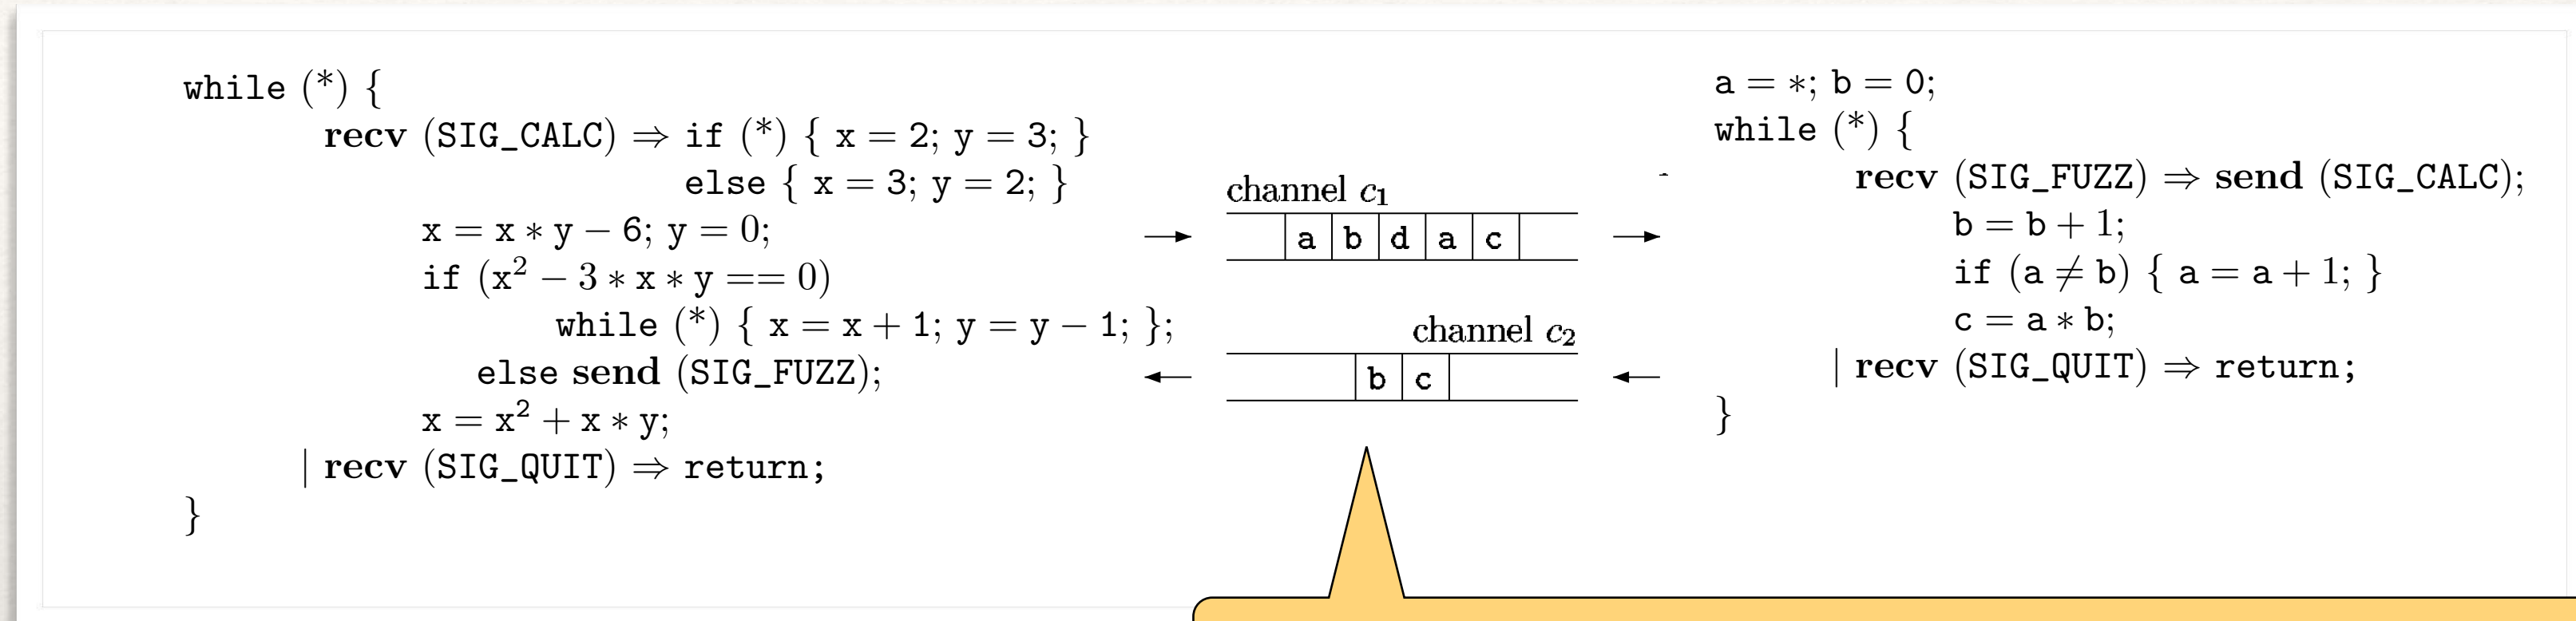 while (*) {
recv (SIG_CALC) ⇒ if (*) { x = 2; y = 3; }
else { x = 3; y = 2; }
x = x ∗ y − 6; y = 0;
if (x² − 3 ∗ x ∗ y == 0)
while (*) { x = x + 1; y = y − 1; };
else send (SIG_FUZZ);
x = x² + x ∗ y;
| recv (SIG_QUIT) ⇒ return;
}
channel c₁
a b d a c
channel c₂
b c
a = ∗; b = 0;
while (*) {
recv (SIG_FUZZ) ⇒ send (SIG_CALC);
b = b + 1;
if (a ≠ b) { a = a + 1; }
c = a ∗ b;
| recv (SIG_QUIT) ⇒ return;
}